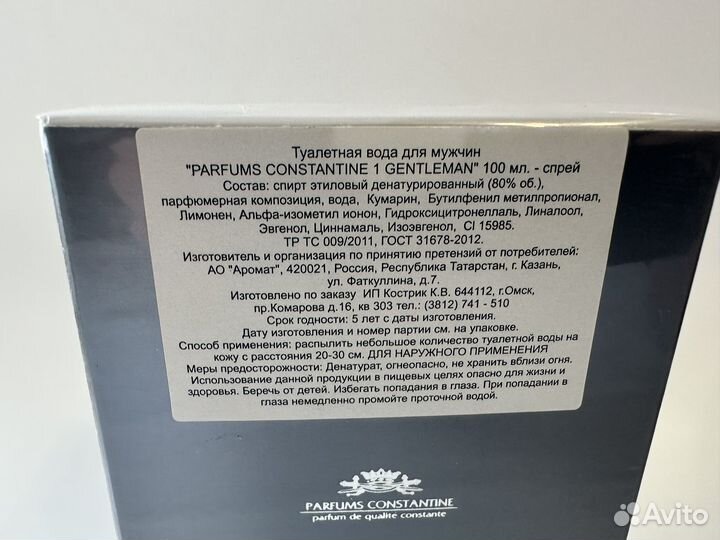 Туалетная вода для мужчин
"PARFUMS CONSTANTINE 1 GENTLEMAN" 100 мл. - спрей
Состав: спирт этиловый денатурированный (80% об.),
парфюмерная композиция, вода, Кумарин, Бутилфенил метилпропионал,
Лимонен, Альфа-изометил ионон, Гидроксицитронеллаль, Линалоол,
Эвгенол, Циннамаль, Изоэвгенол, CI 15985.
ТР ТС 009/2011, ГОСТ 31678-2012.
Изготовитель и организация по принятию претензий от потребителей:
АО "Аромат", 420021, Россия, Республика Татарстан, г. Казань,
ул. Фаткуллина, д.7.
Изготовлено по заказу ИП Кострик К.В. 644112, г.Омск,
пр.Комарова д.16, кв 303 тел.: (3812) 741 - 510
Срок годности: 5 лет с даты изготовления.
Дату изготовления и номер партии см. на упаковке.
Способ применения: распылить небольшое количество туалетной воды на
кожу с расстояния 20-30 см. ДЛЯ НАРУЖНОГО ПРИМЕНЕНИЯ
Меры предосторожности: Денатурат, огнеопасно, не хранить вблизи огня.
Использование данной продукции в пищевых целях опасно для жизни и
здоровья. Беречь от детей. Избегать попадания в глаза. При попадании в
глаза немедленно промойте проточной водой.
PARFUMS CONSTANTINE
parfum de qualité constante
Avito